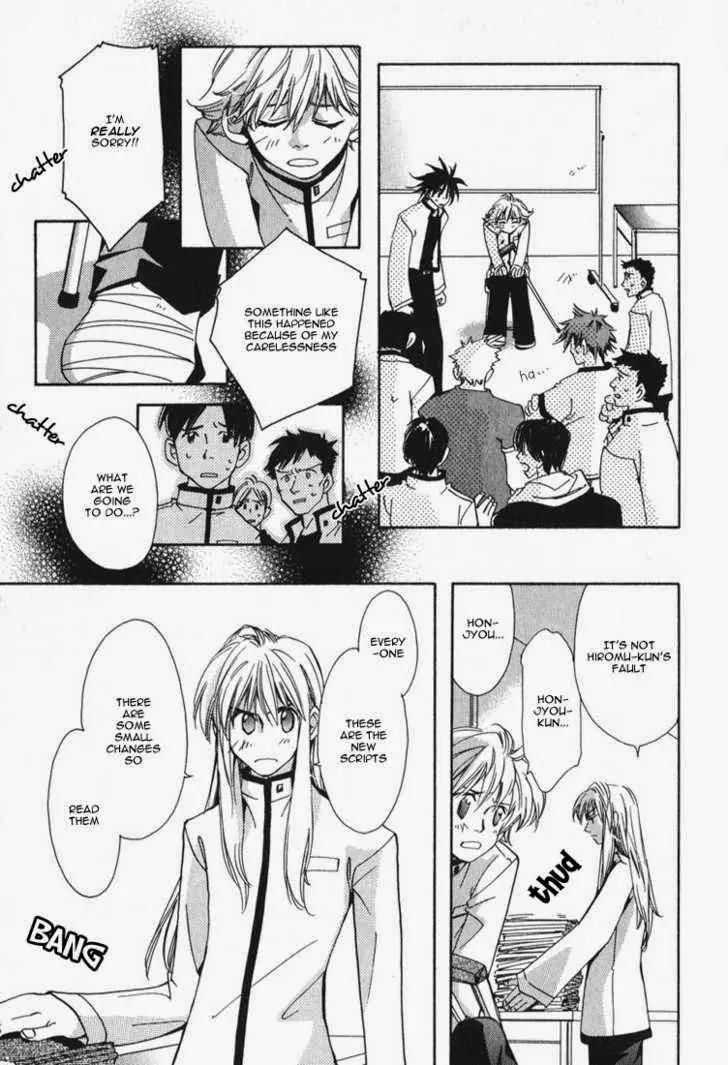 ha...
I'M
REALLY
SORRY!!
chatter
SOMETHING LIKE
THIS HAPPENED
BECAUSE OF MY
CARELESSNESS
chatter
chatter
WHAT
ARE WE
GOING
TO DO...?
IT'S NOT
HIROMU-KUN'S
FAULT
HON-
JYOU...
HON-
JYOU-
KUN...
thud
EVERY
-ONE
THESE
ARE THE
NEW
SCRIPTS
THERE
ARE
SOME
SMALL
CHANGES
SO
READ
THEM
BANG